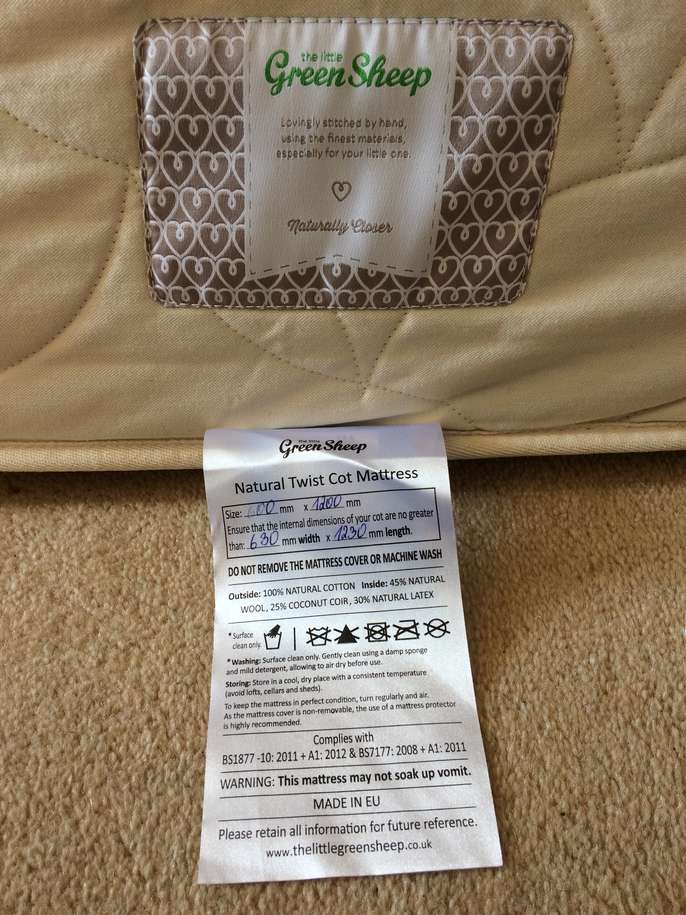 the little
Green Sheep
Lovingly stitched by hand,
using the finest materials,
especially for your little one.
Naturally Closer
the little
Green Sheep
Natural Twist Cot Mattress
Size: 600 mm x 1200 mm
Ensure that the internal dimensions of your cot are no greater
than: 630 mm width x 1230 mm length.
DO NOT REMOVE THE MATTRESS COVER OR MACHINE WASH
Outside: 100% NATURAL COTTON Inside: 45% NATURAL
WOOL, 25% COCONUT COIR, 30% NATURAL LATEX
* Surface
clean only.
* Washing: Surface clean only. Gently clean using a damp sponge
and mild detergent, allowing to air dry before use.
Storing: Store in a cool, dry place with a consistent temperature
(avoid lofts, cellars and sheds).
To keep the mattress in perfect condition, turn regularly and air.
As the mattress cover is non-removable, the use of a mattress protector
is highly recommended.
Complies with
BS1877 -10: 2011 + A1: 2012 & BS7177: 2008 + A1: 2011
WARNING: This mattress may not soak up vomit.
MADE IN EU
Please retain all information for future reference.
www.thelittlegreensheep.co.uk